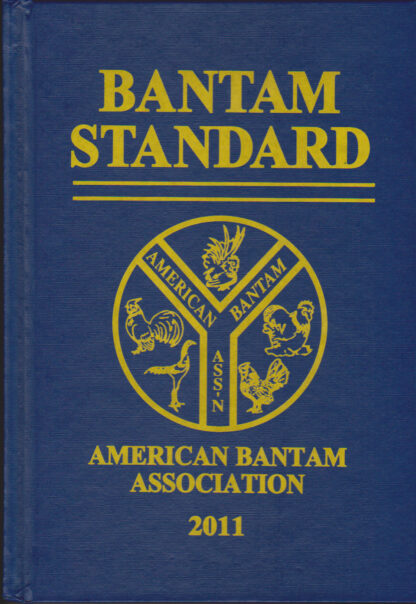 BANTAM
STANDARD
AMERICAN
BANTAM
ASS'N
AMERICAN BANTAM
ASSOCIATION
2011